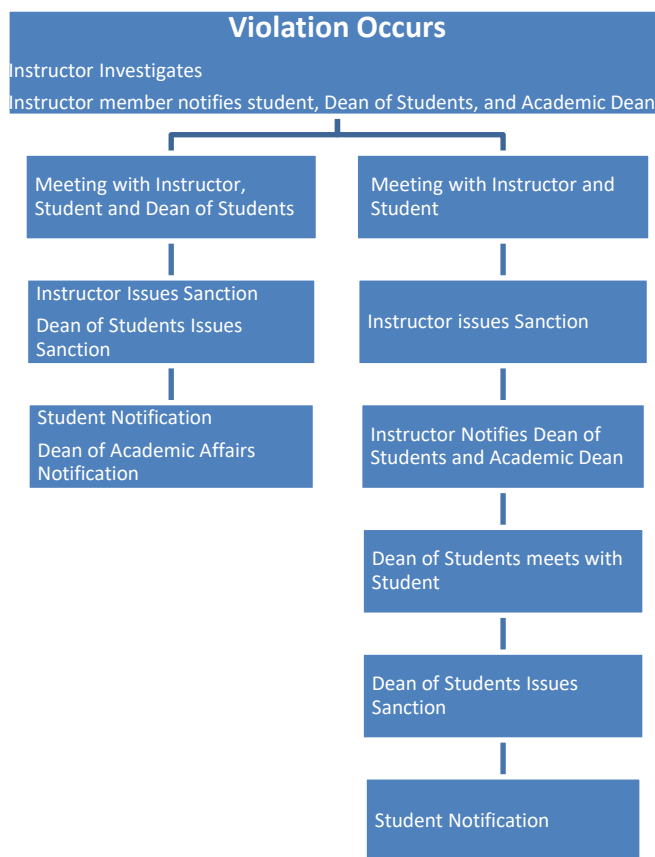 Violation Occurs
Instructor Investigates
Instructor member notifies student, Dean of Students, and Academic Dean
Meeting with Instructor,
Student and Dean of Students
Instructor Issues Sanction
Dean of Students Issues
Sanction
Student Notification
Dean of Academic Affairs
Notification
Meeting with Instructor and
Student
Instructor issues Sanction
Instructor Notifies Dean of
Students and Academic Dean
Dean of Students meets with
Student
Dean of Students Issues
Sanction
Student Notification